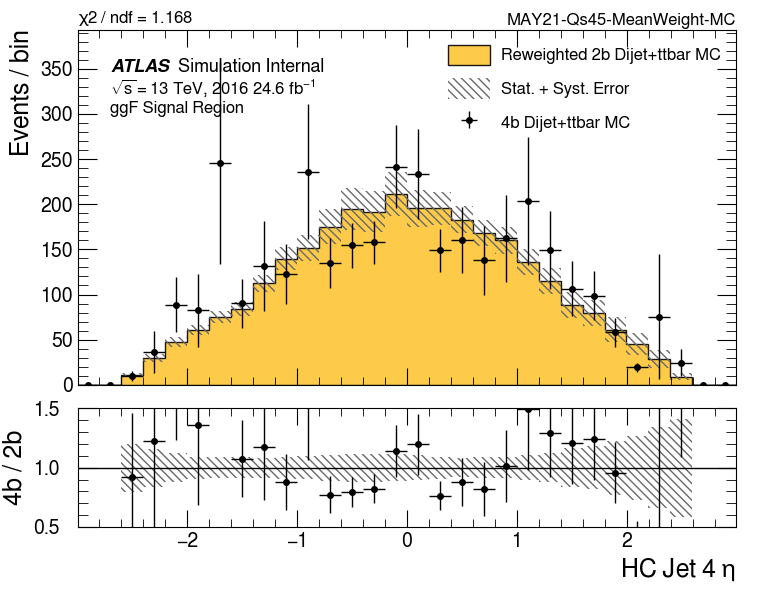 χ2 / ndf = 1.168
MAY21-Qs45-MeanWeight-MC
ATLAS Simulation Internal
√s = 13 TeV, 2016 24.6 fb⁻¹
ggF Signal Region
Reweighted 2b Dijet+ttbar MC
Stat. + Syst. Error
4b Dijet+ttbar MC
Events / bin
350
300
250
200
150
100
50
0
4b / 2b
1.5
1.0
0.5
−2 −1 0 1 2
HC Jet 4 η